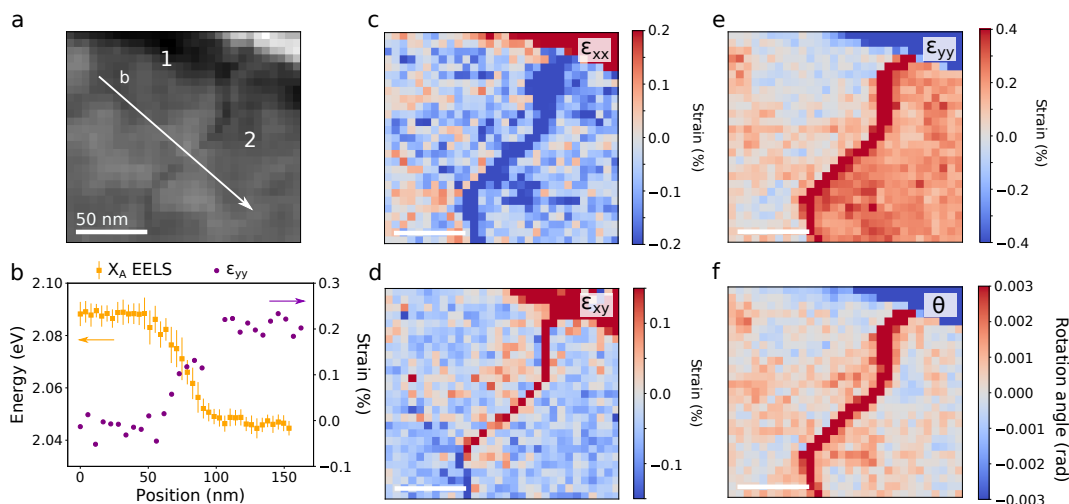 a
1
b
2
50 nm
b
X_A EELS
ε_yy
2.10
2.08
2.06
2.04
Energy (eV)
0
50
100
150
Position (nm)
0.3
0.2
0.1
0.0
−0.1
Strain (%)
c
ε_xx
0.2
0.1
0.0
−0.1
−0.2
Strain (%)
d
ε_xy
0.1
0.0
−0.1
Strain (%)
e
ε_yy
0.4
0.2
0.0
−0.2
−0.4
Strain (%)
f
θ
0.003
0.002
0.001
0.000
−0.001
−0.002
−0.003
Rotation angle (rad)